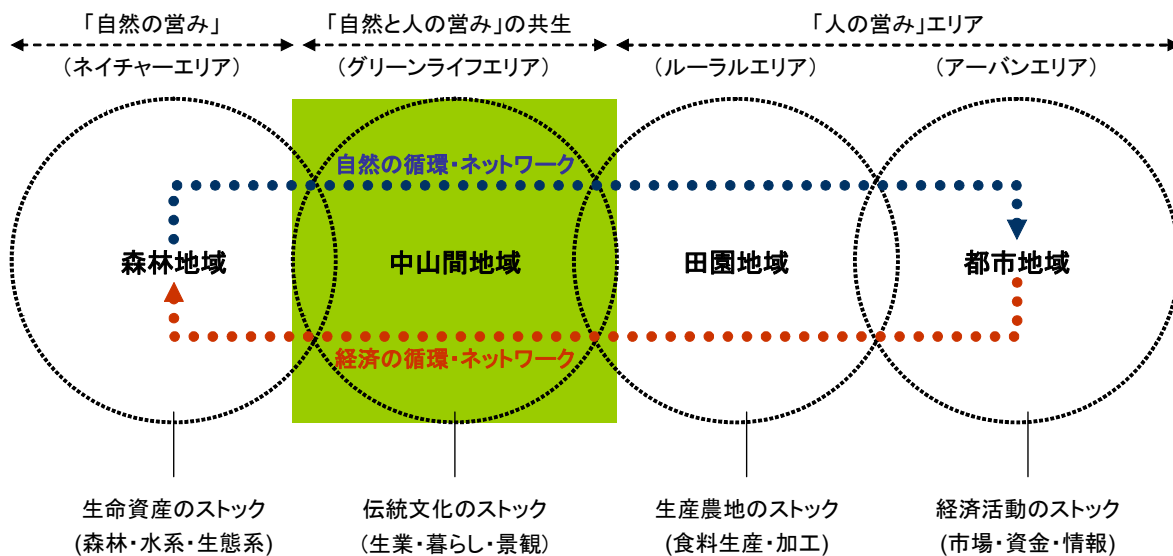 「自然の営み」
「自然と人の営み」の共生
「人の営み」エリア
（ネイチャーエリア）
（グリーンライフエリア）
（ルーラルエリア）
（アーバンエリア）
自然の循環・ネットワーク
森林地域
中山間地域
田園地域
都市地域
経済の循環・ネットワーク
生命資産のストック
(森林・水系・生態系)
伝統文化のストック
(生業・暮らし・景観）
生産農地のストック
(食料生産・加工)
経済活動のストック
(市場・資金・情報)